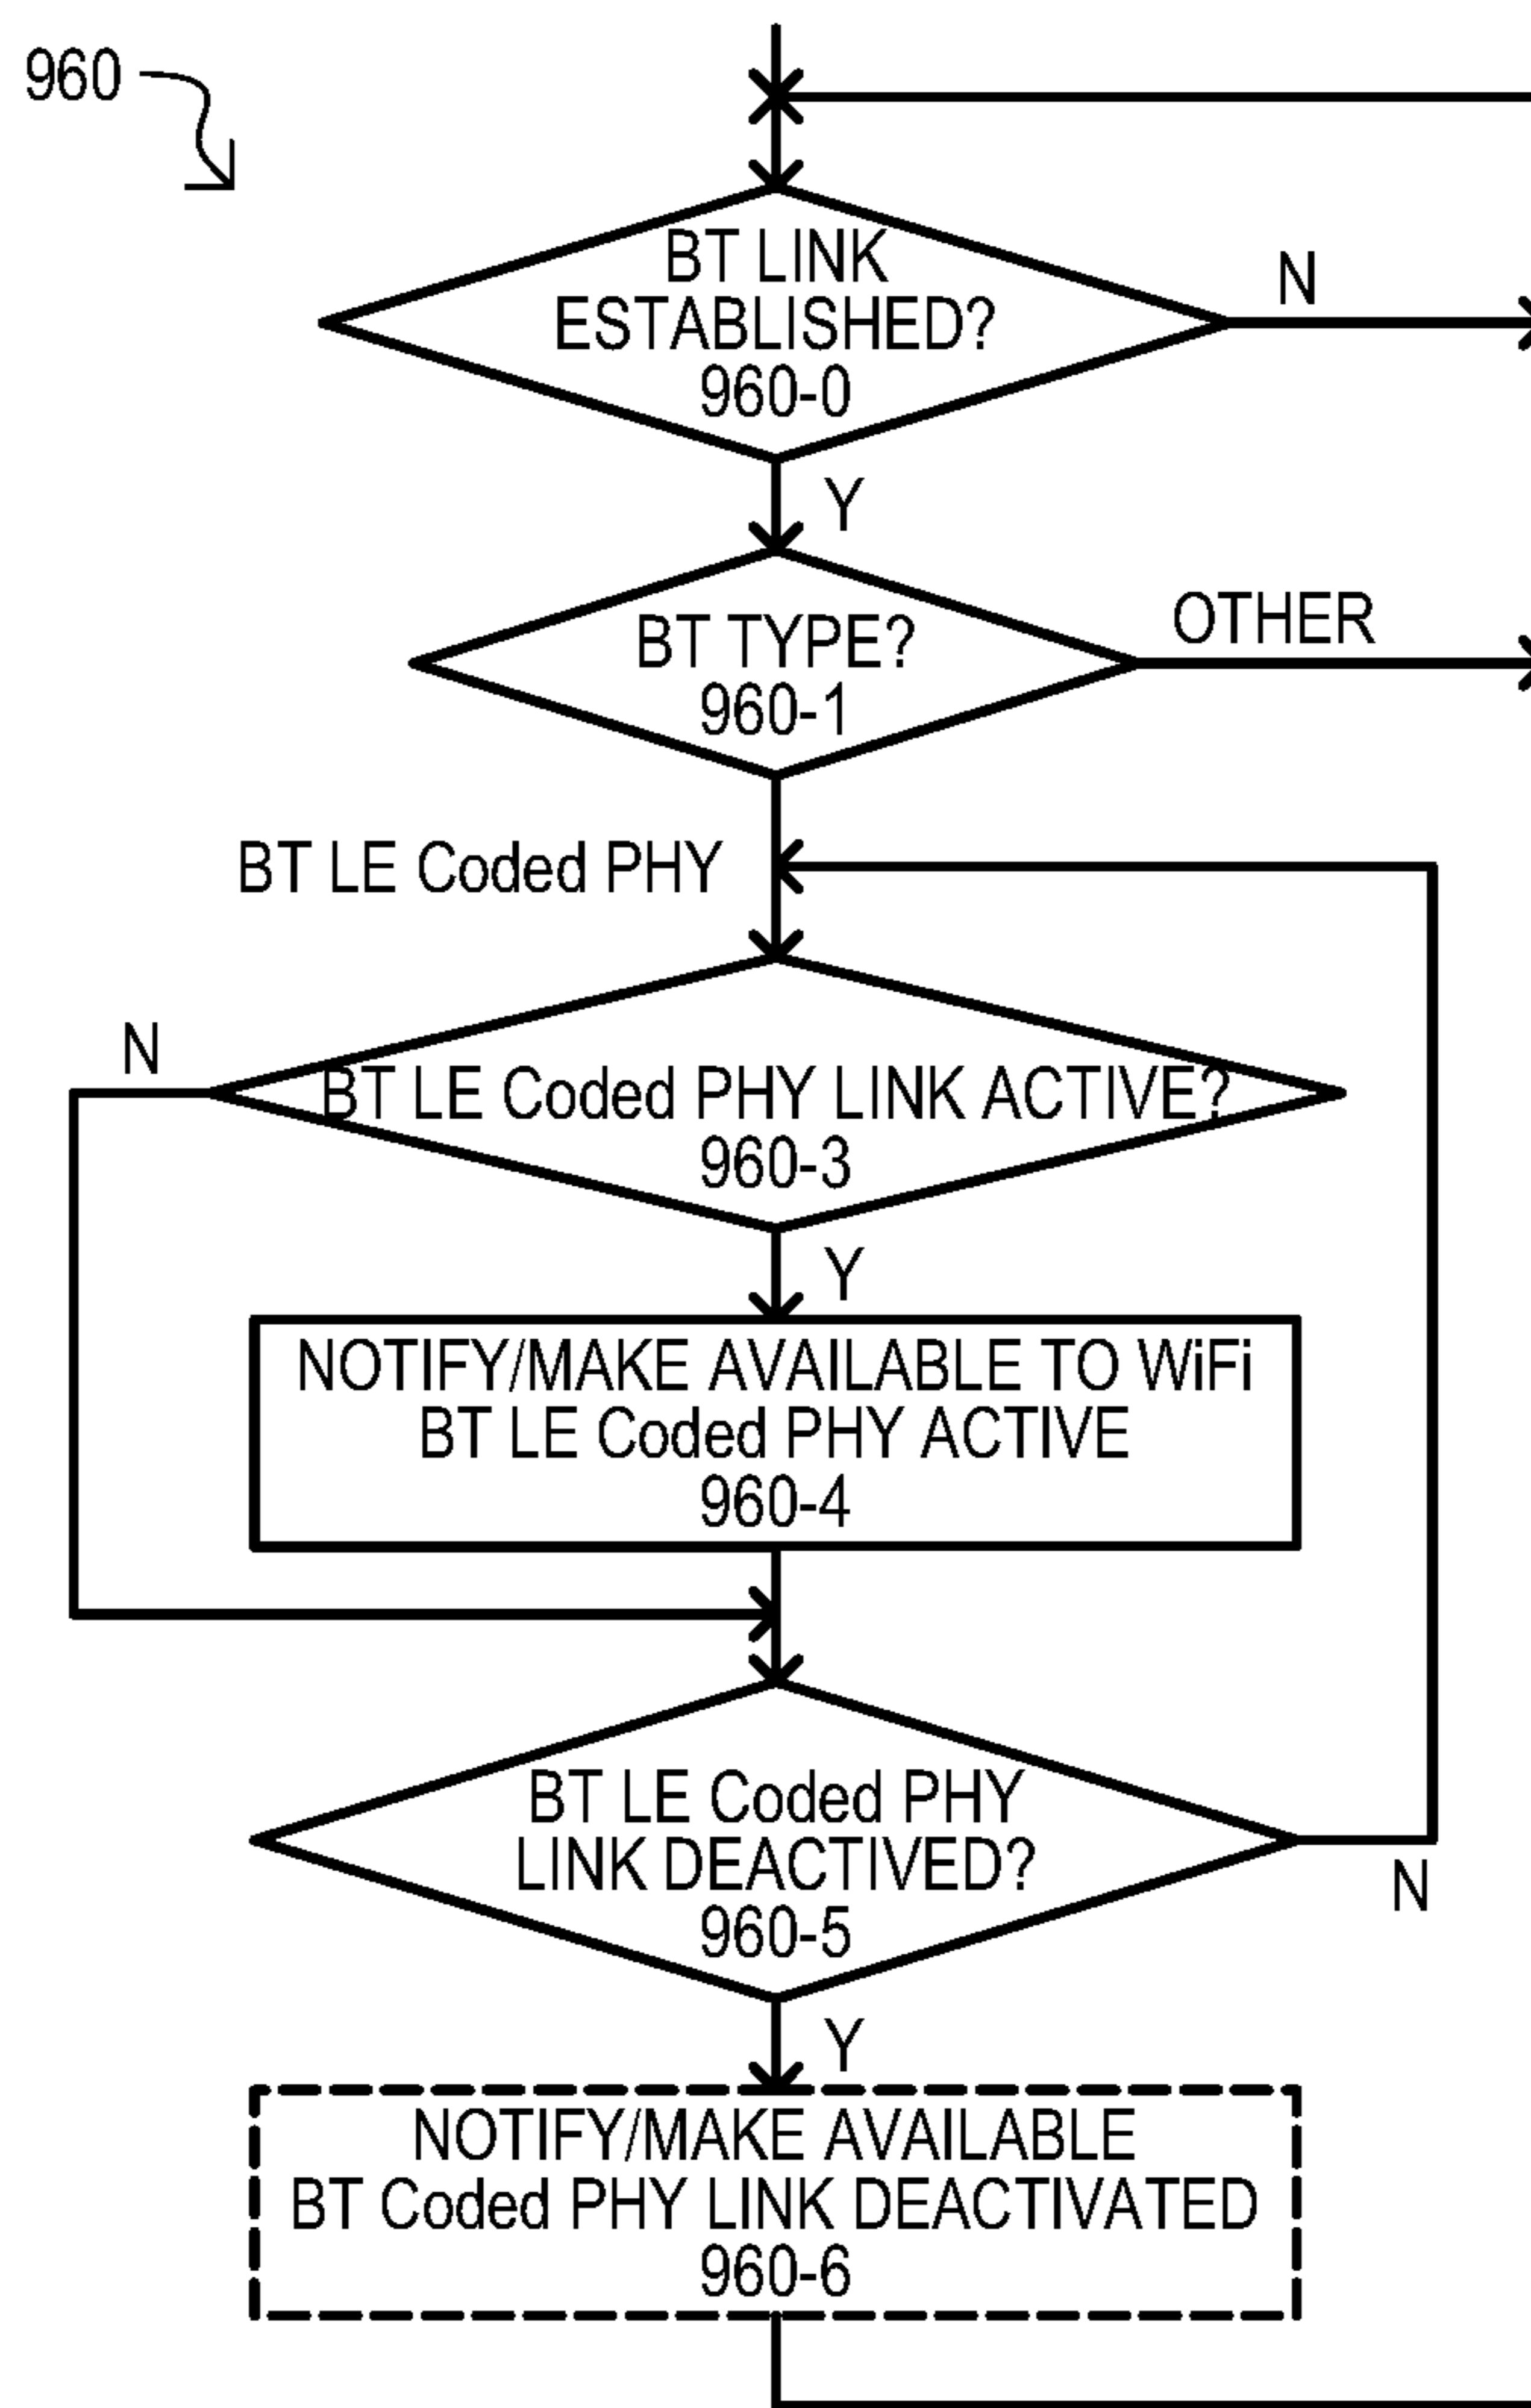 960
BT LINK
ESTABLISHED?
960-0
N
Y
BT TYPE?
960-1
OTHER
BT LE Coded PHY
N
BT LE Coded PHY LINK ACTIVE?
960-3
Y
NOTIFY/MAKE AVAILABLE TO WiFi
BT LE Coded PHY ACTIVE
960-4
BT LE Coded PHY
LINK DEACTIVED?
960-5
N
Y
NOTIFY/MAKE AVAILABLE
BT Coded PHY LINK DEACTIVATED
960-6